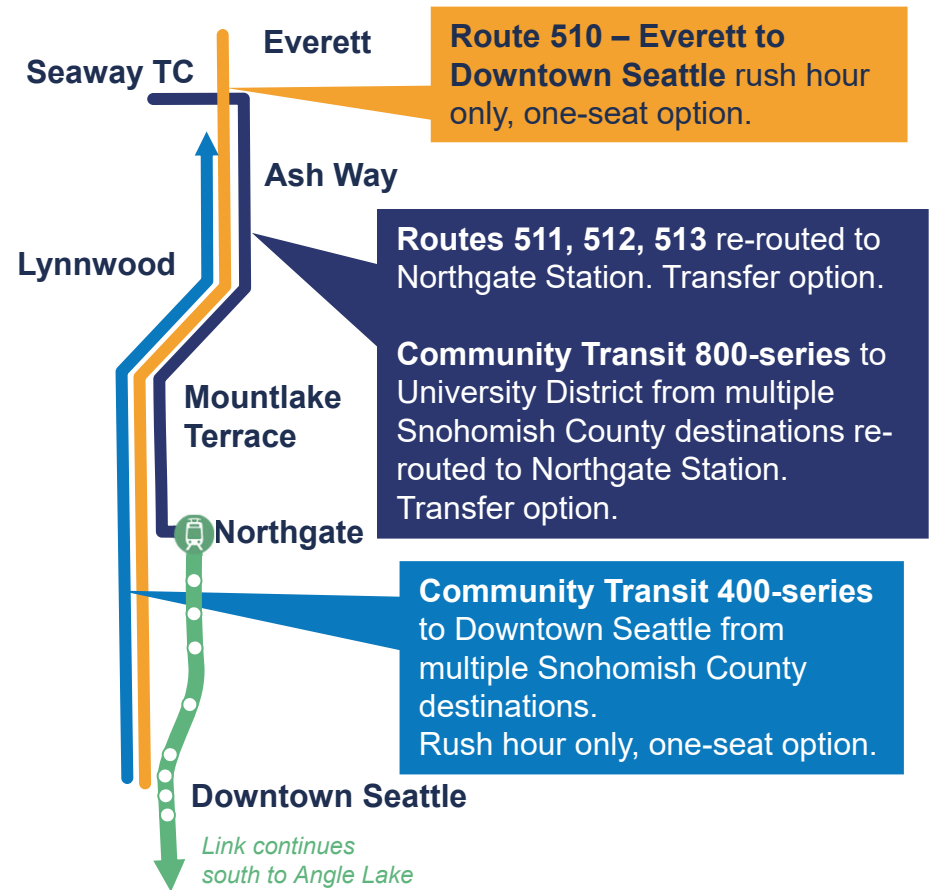 Everett
Seaway TC
Route 510 – Everett to
Downtown Seattle rush hour
only, one-seat option.
Ash Way
Lynnwood
Routes 511, 512, 513 re-routed to
Northgate Station. Transfer option.
Community Transit 800-series to
University District from multiple
Snohomish County destinations re-
routed to Northgate Station.
Transfer option.
Mountlake
Terrace
Northgate
Community Transit 400-series
to Downtown Seattle from
multiple Snohomish County
destinations.
Rush hour only, one-seat option.
Downtown Seattle
Link continues
south to Angle Lake